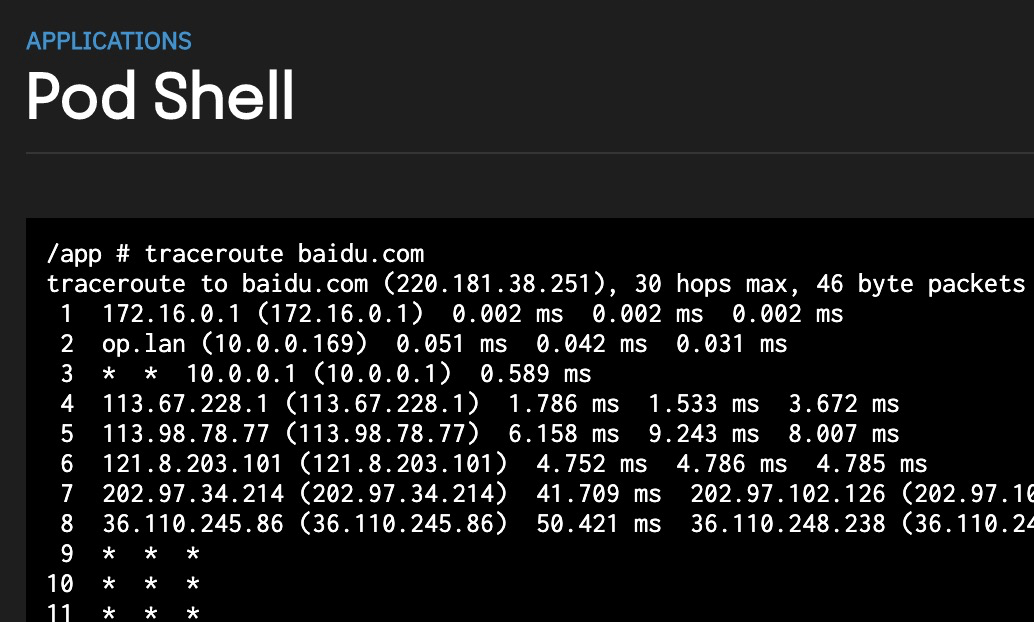 APPLICATIONS
Pod Shell
/app # traceroute baidu.com
traceroute to baidu.com (220.181.38.251), 30 hops max, 46 byte packets
1 172.16.0.1 (172.16.0.1) 0.002 ms 0.002 ms 0.002 ms
2 op.lan (10.0.0.169) 0.051 ms 0.042 ms 0.031 ms
3 * * 10.0.0.1 (10.0.0.1) 0.589 ms
4 113.67.228.1 (113.67.228.1) 1.786 ms 1.533 ms 3.672 ms
5 113.98.78.77 (113.98.78.77) 6.158 ms 9.243 ms 8.007 ms
6 121.8.203.101 (121.8.203.101) 4.752 ms 4.786 ms 4.785 ms
7 202.97.34.214 (202.97.34.214) 41.709 ms 202.97.102.126 (202.97.10
8 36.110.245.86 (36.110.245.86) 50.421 ms 36.110.248.238 (36.110.24
9 * * *
10 * * *
11 * * *